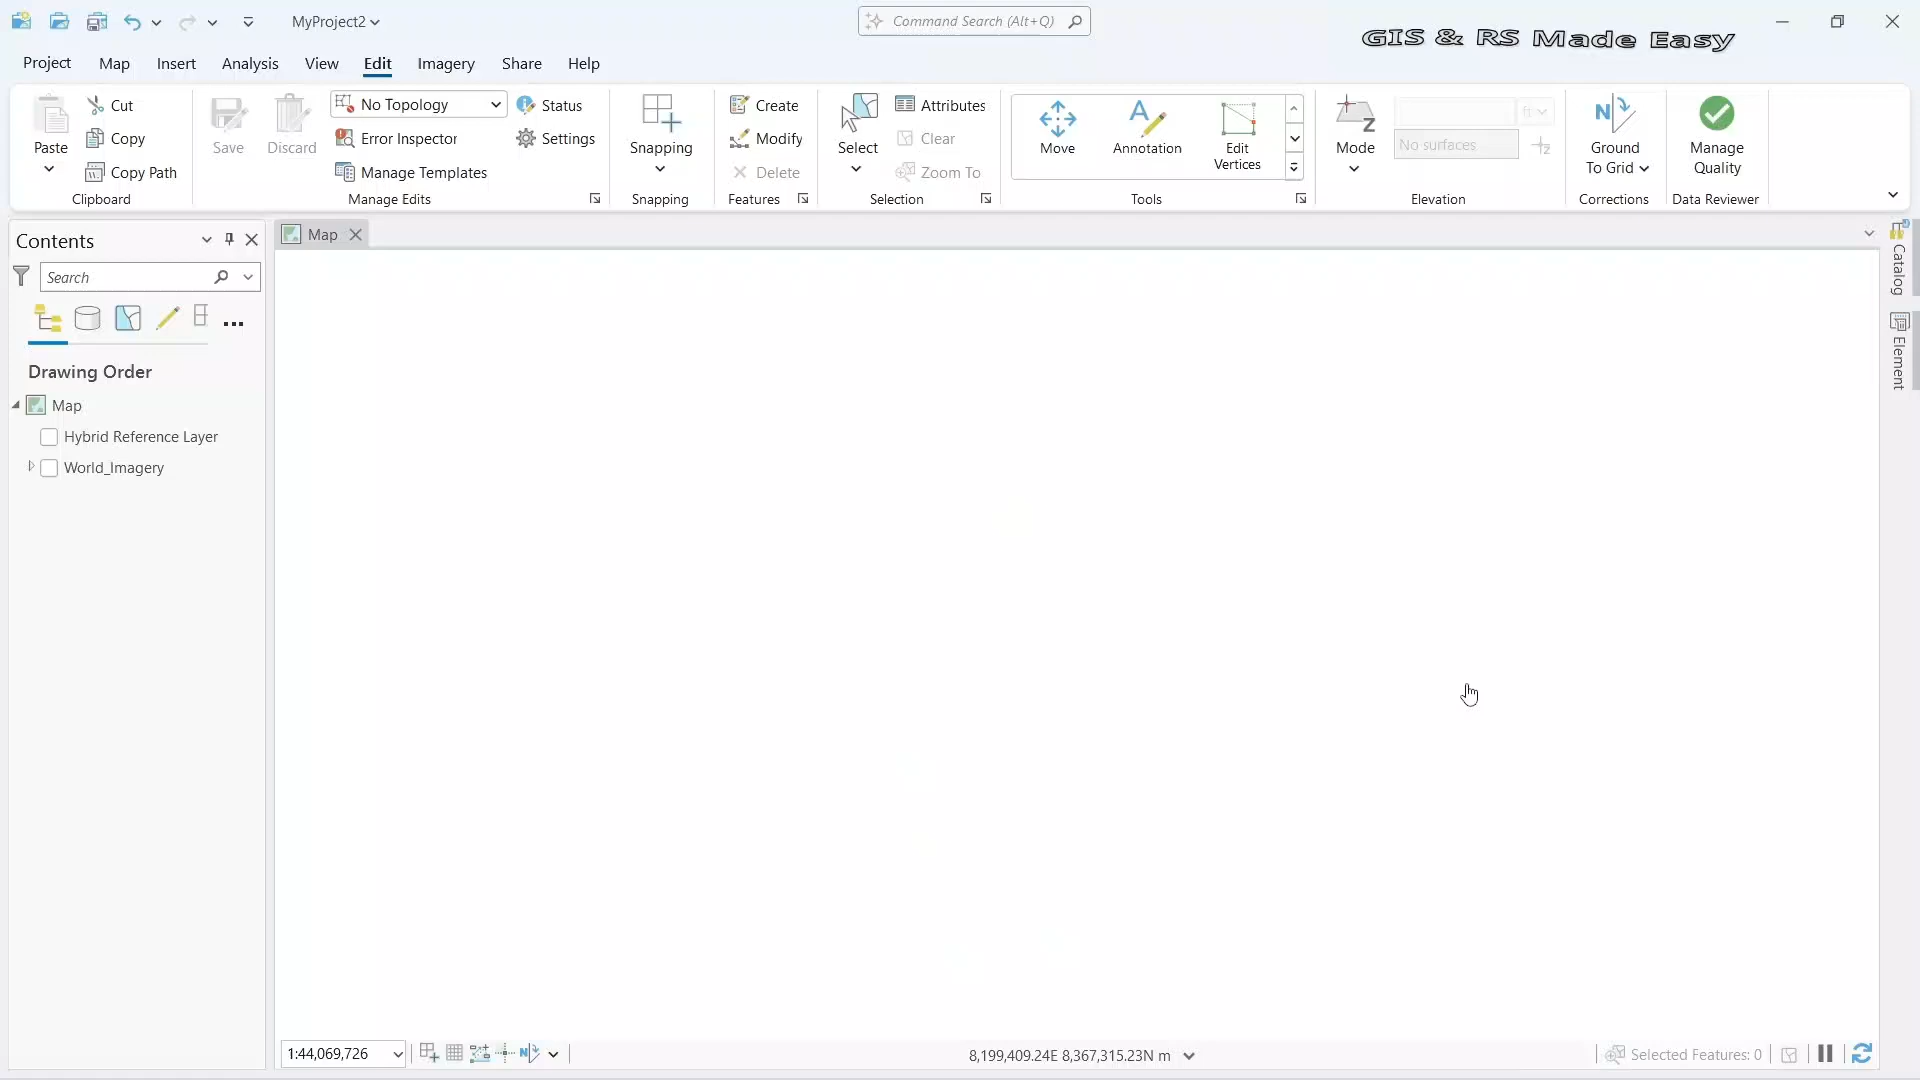 MyProject2
Command Search (Alt+Q)
GIS & RS Made Easy
Project
Map
Insert
Analysis
View
Edit
Imagery
Share
Help
Paste
Cut
Copy
Copy Path
Clipboard
Save
Discard
No Topology
Error Inspector
Manage Templates
Status
Settings
Manage Edits
Snapping
Snapping
Create
Modify
Delete
Features
Select
Attributes
Clear
Zoom To
Selection
Move
Annotation
Edit
Vertices
Tools
Mode
ft
No surfaces
Elevation
Ground
To Grid
Corrections
Manage
Quality
Data Reviewer
Contents
Search
Drawing Order
Map
Hybrid Reference Layer
World_Imagery
Map
Catalog
Element
1:44,069,726
8,199,409.24E 8,367,315.23N m
Selected Features: 0